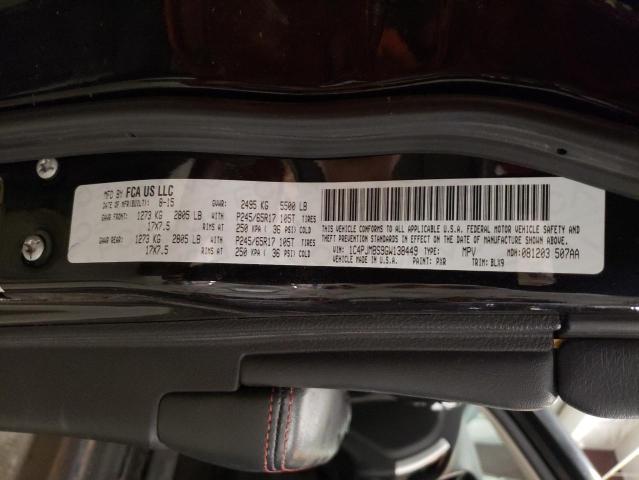 MFD BY FCA US LLC
DATE OF MFR(BUILT): 8-15 GVWR: 2495 KG 5500 LB
GAWR FRONT: 1273 KG 2805 LB WITH P245/65R17 105T TIRES
17X7.5 RIMS AT 250 KPA ( 36 PSI) COLD
GAWR REAR: 1273 KG 2805 LB WITH P245/65R17 105T TIRES
17X7.5 RIMS AT 250 KPA ( 36 PSI) COLD
THIS VEHICLE CONFORMS TO ALL APPLICABLE U.S.A. FEDERAL MOTOR VEHICLE SAFETY AND
THEFT PREVENTION STANDARDS IN EFFECT ON THE DATE OF MANUFACTURE SHOWN ABOVE.
VIN: 1C4PJMBS9GW130449 TYPE: MPV MDH: 081203 507AA
VEHICLE MADE IN U.S.A. PAINT: PXR TRIM: BLX9